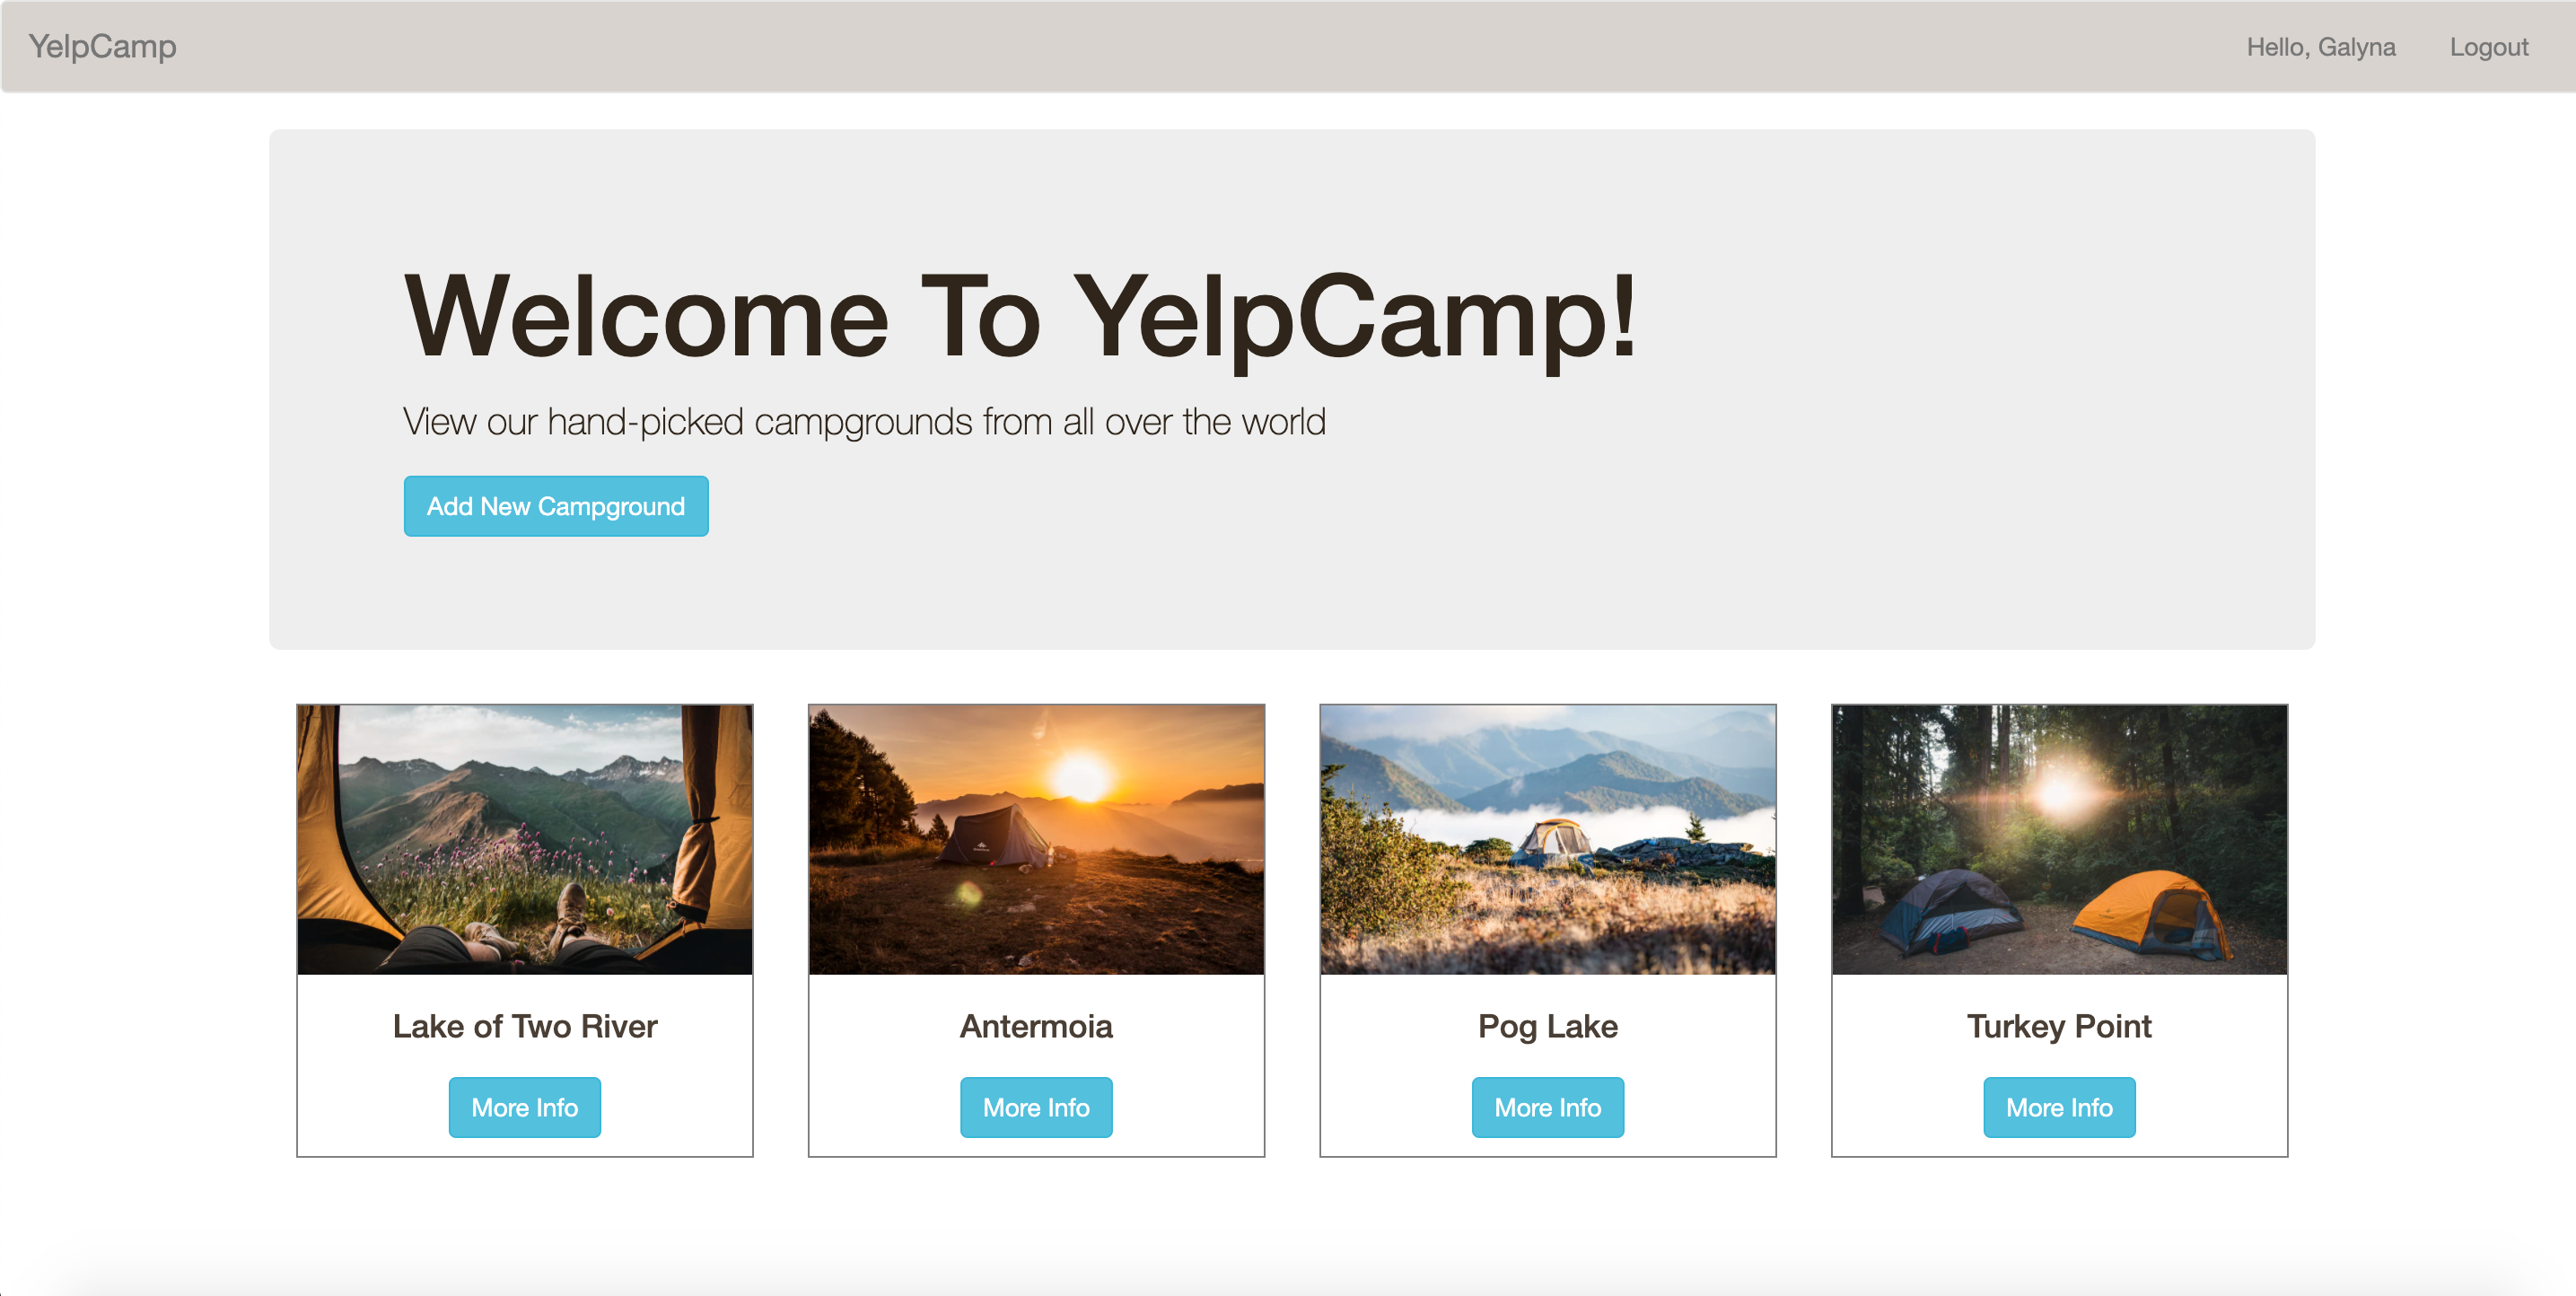 YelpCamp
Hello, Galyna
Logout
Welcome To YelpCamp!
View our hand-picked campgrounds from all over the world
Add New Campground
Lake of Two River
More Info
Antermoia
More Info
Pog Lake
More Info
Turkey Point
More Info